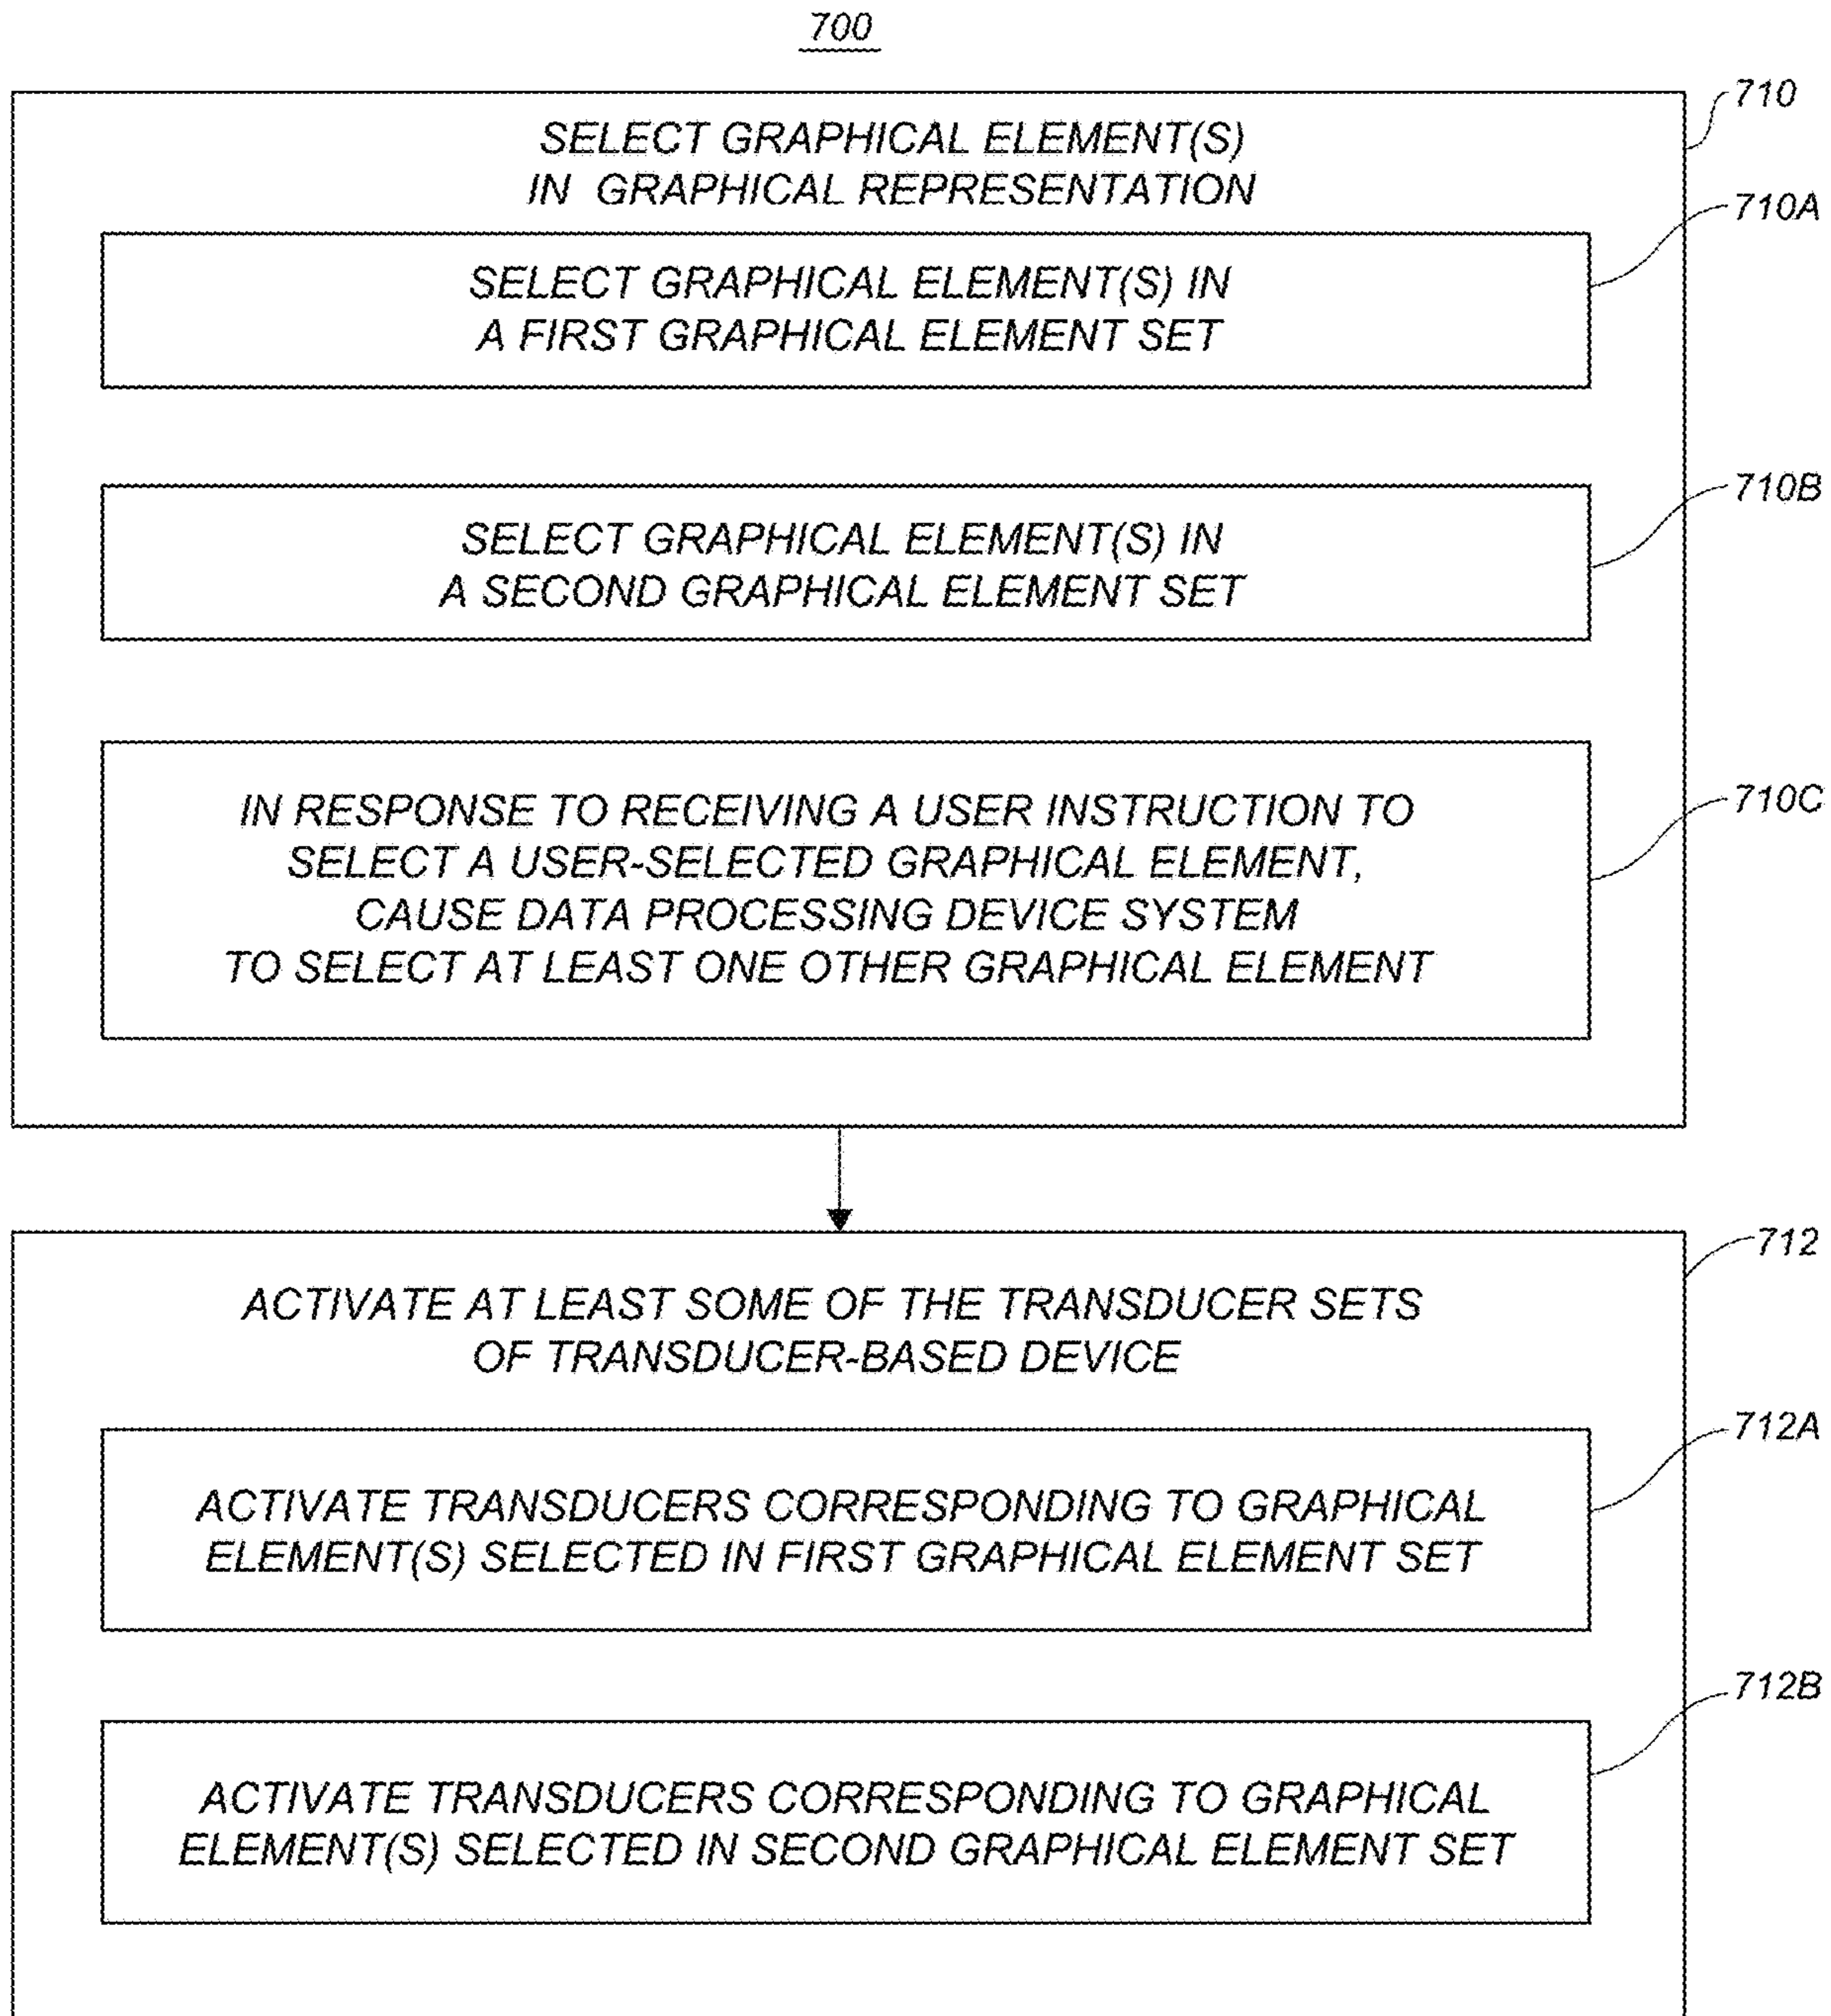 700
710
SELECT GRAPHICAL ELEMENT(S)
IN GRAPHICAL REPRESENTATION
710A
SELECT GRAPHICAL ELEMENT(S) IN
A FIRST GRAPHICAL ELEMENT SET
710B
SELECT GRAPHICAL ELEMENT(S) IN
A SECOND GRAPHICAL ELEMENT SET
710C
IN RESPONSE TO RECEIVING A USER INSTRUCTION TO
SELECT A USER-SELECTED GRAPHICAL ELEMENT,
CAUSE DATA PROCESSING DEVICE SYSTEM
TO SELECT AT LEAST ONE OTHER GRAPHICAL ELEMENT
712
ACTIVATE AT LEAST SOME OF THE TRANSDUCER SETS
OF TRANSDUCER-BASED DEVICE
712A
ACTIVATE TRANSDUCERS CORRESPONDING TO GRAPHICAL
ELEMENT(S) SELECTED IN FIRST GRAPHICAL ELEMENT SET
712B
ACTIVATE TRANSDUCERS CORRESPONDING TO GRAPHICAL
ELEMENT(S) SELECTED IN SECOND GRAPHICAL ELEMENT SET